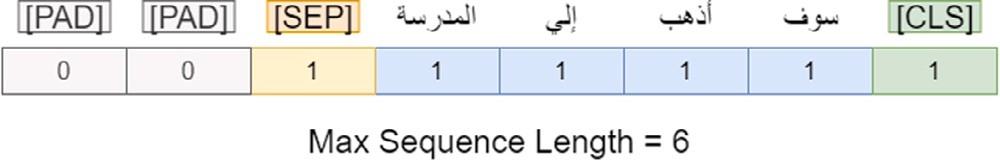 [PAD] [PAD] [SEP] المدرسة إلي أذهب سوف [CLS]
0 0 1 1 1 1 1 1
Max Sequence Length = 6